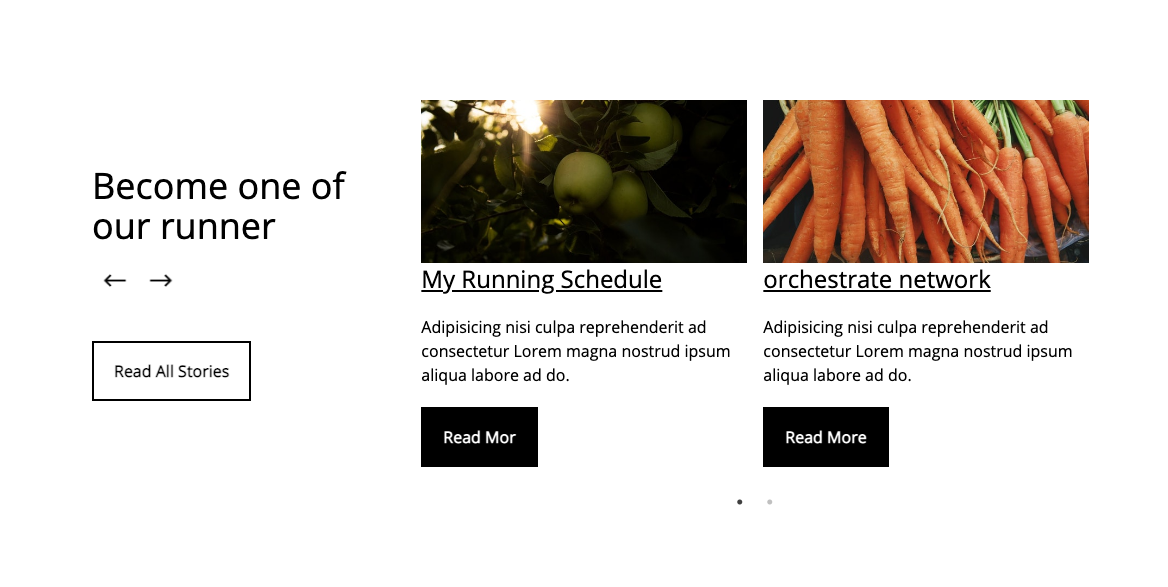 Become one of
our runner
Read All Stories
My Running Schedule
Adipisicing nisi culpa reprehenderit ad
consectetur Lorem magna nostrud ipsum
aliqua labore ad do.
Read Mor
orchestrate network
Adipisicing nisi culpa reprehenderit ad
consectetur Lorem magna nostrud ipsum
aliqua labore ad do.
Read More